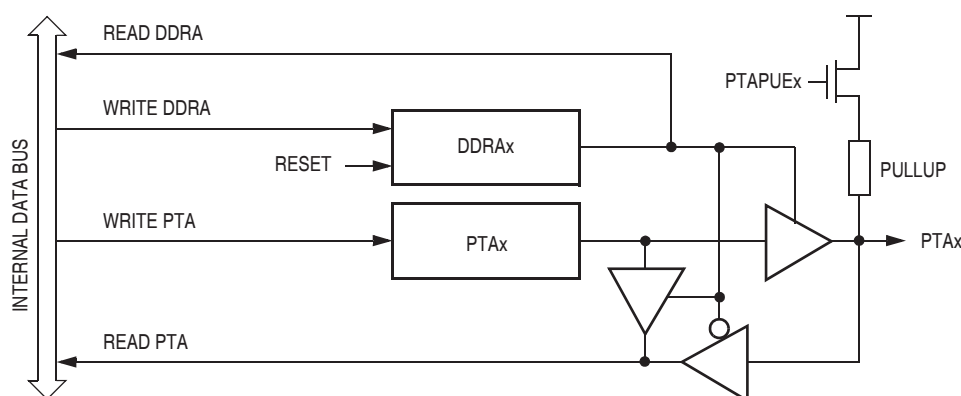 READ DDRA
PTAPUEx
WRITE DDRA
DDRAx
RESET
PULLUP
INTERNAL DATA BUS
WRITE PTA
PTAx
PTAx
READ PTA